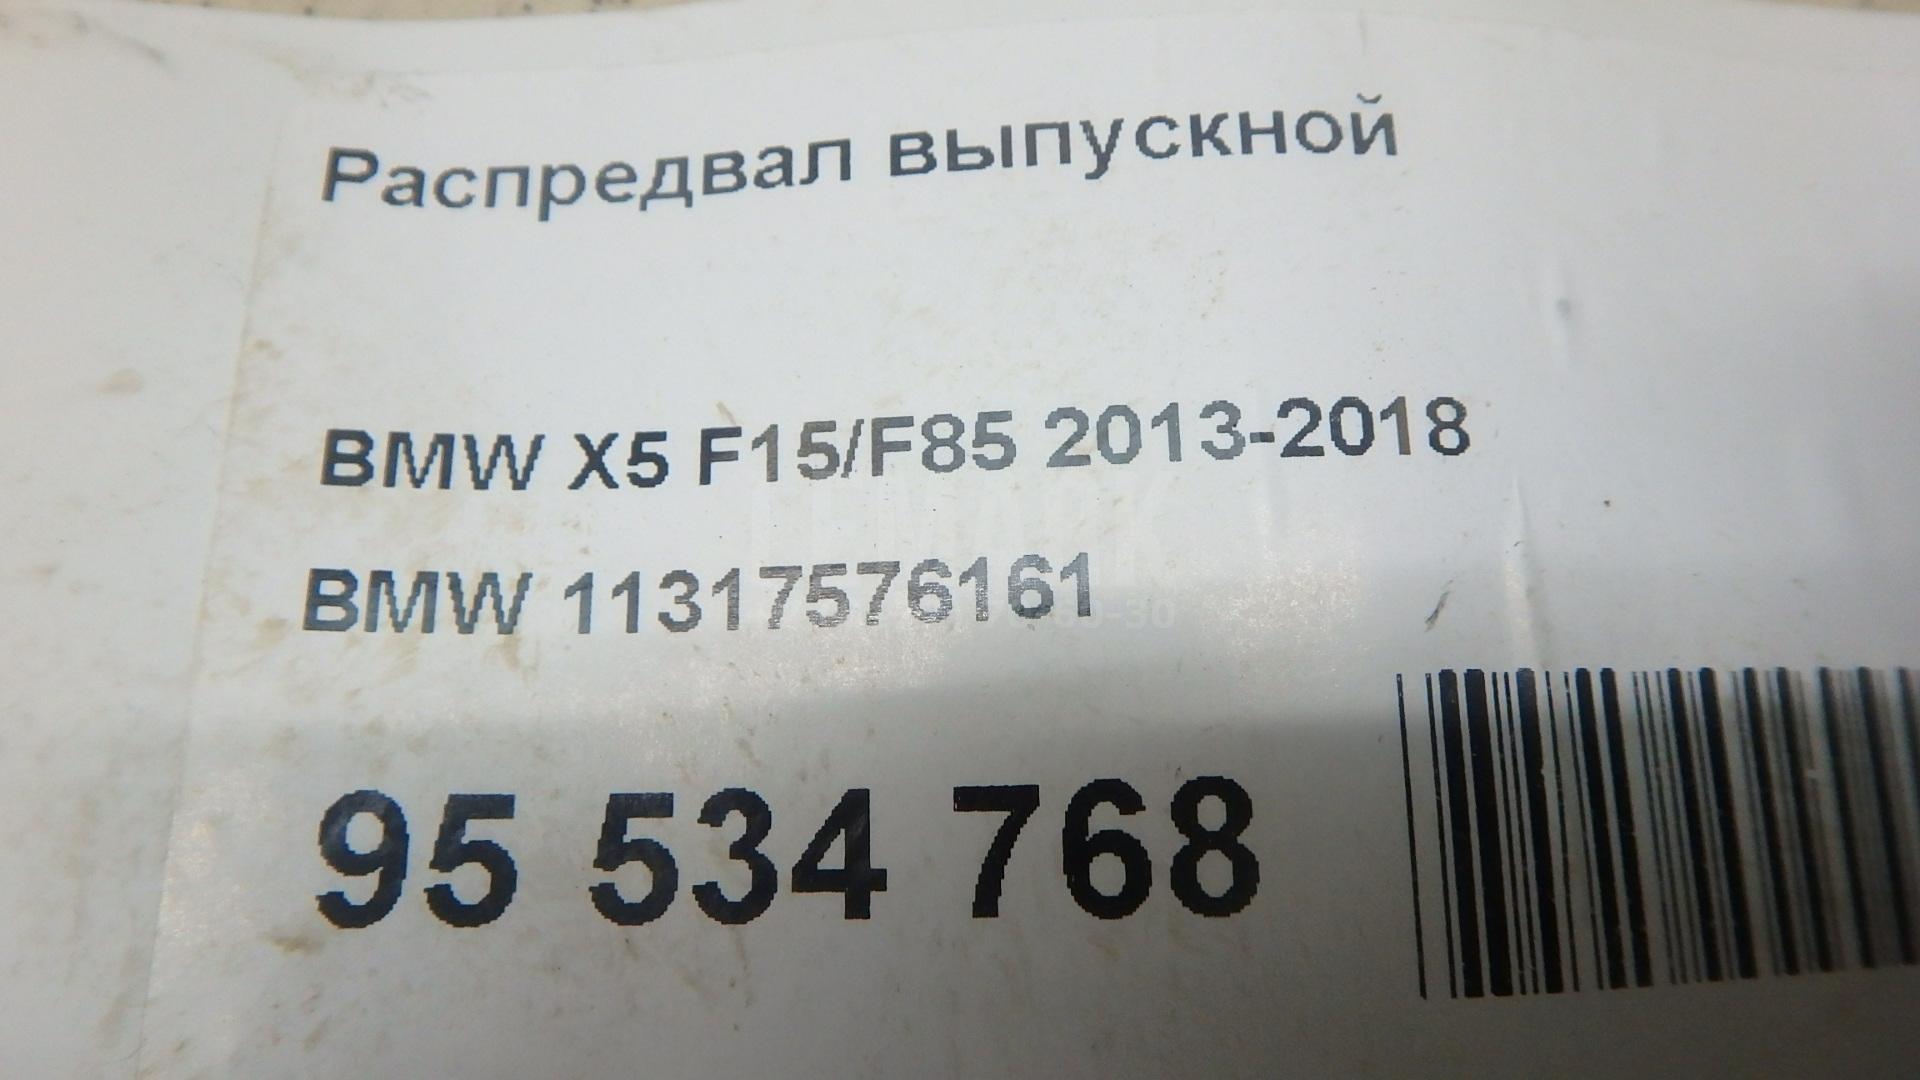 Распредвал выпускной
BMW X5 F15/F85 2013-2018
BMW 11317576161
95 534 768